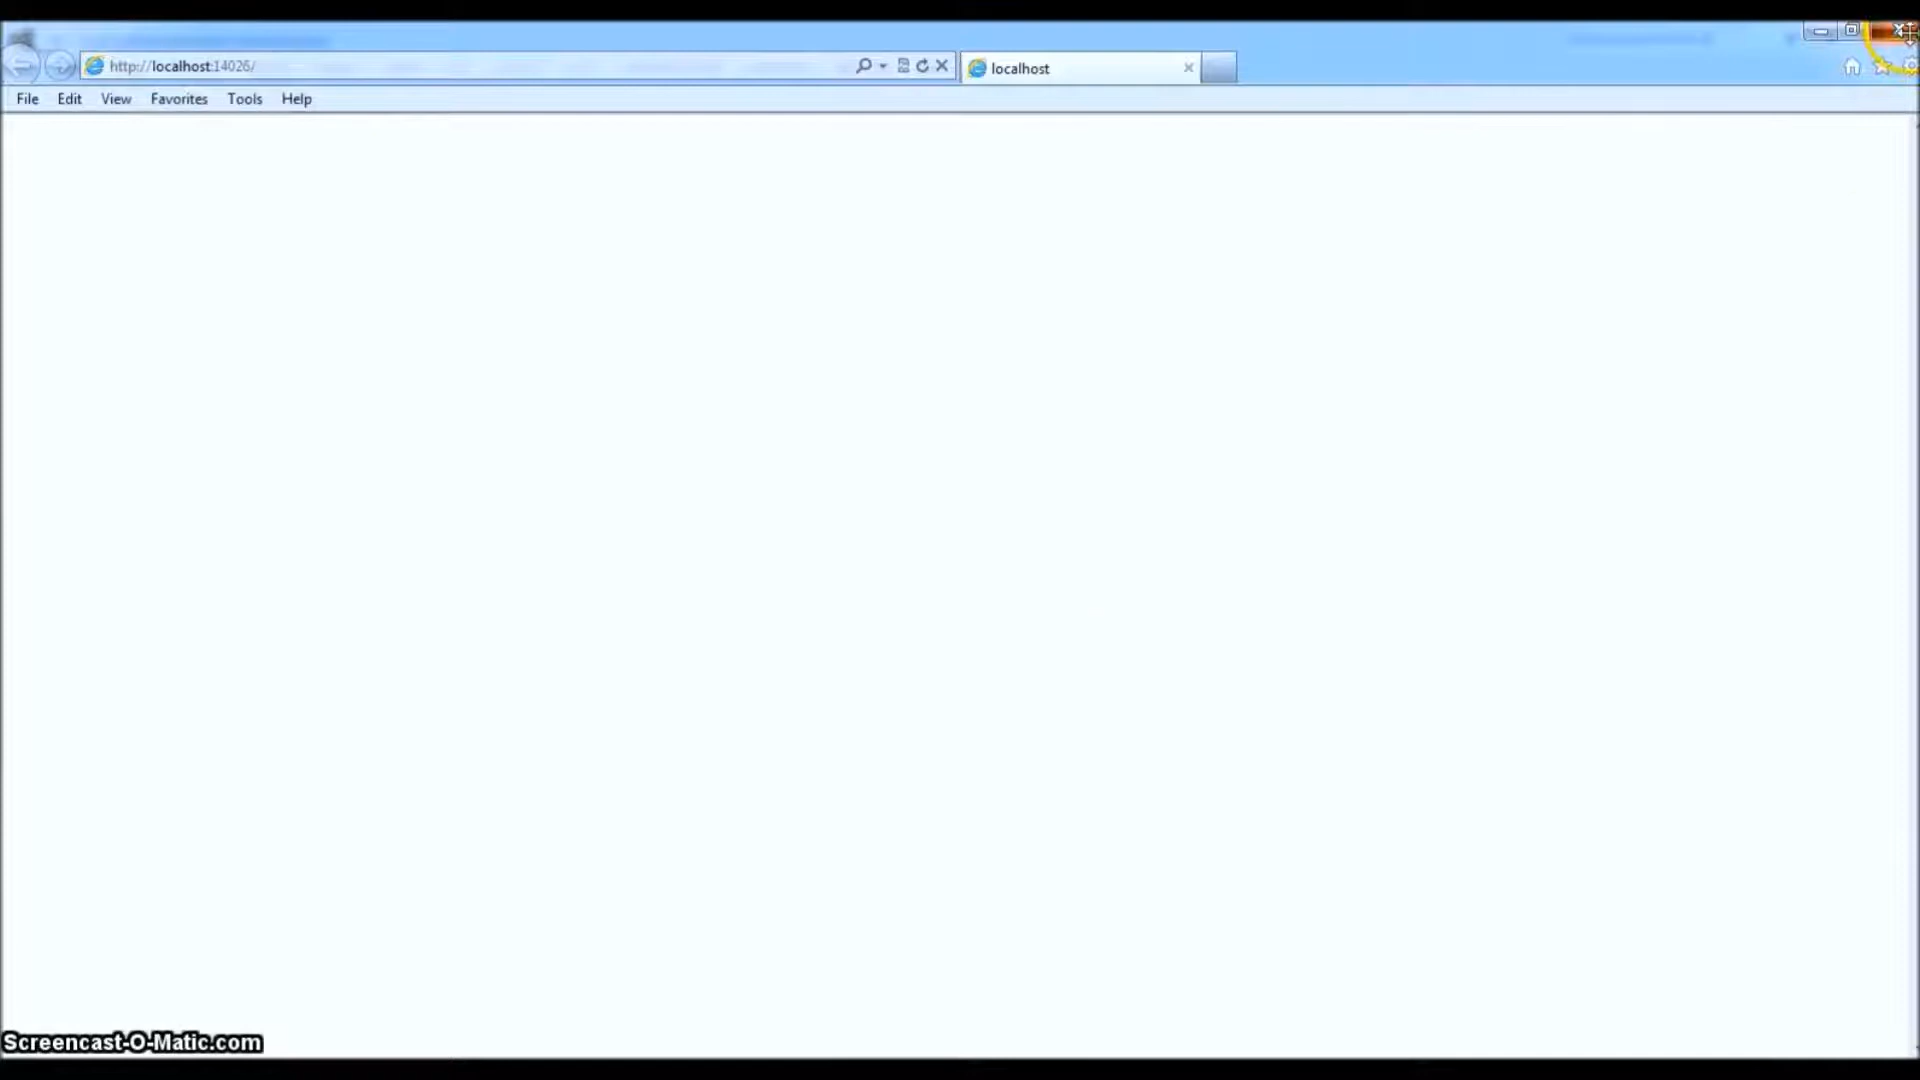 http://localhost:14026/
localhost
File Edit View Favorites Tools Help
Screencast-O-Matic.com